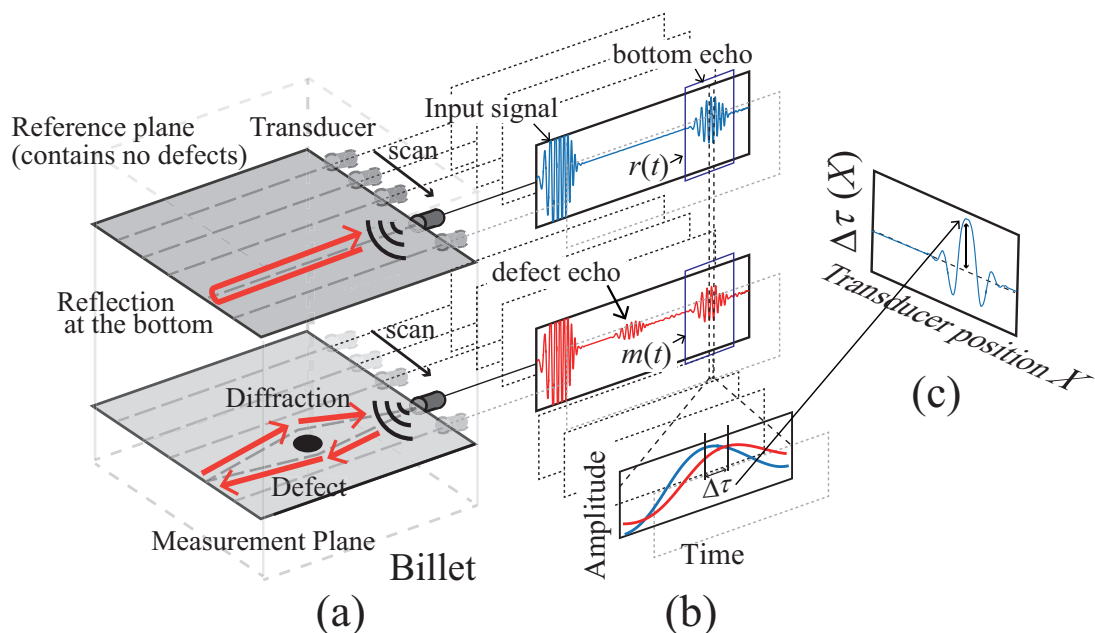 Reference plane
(contains no defects)
Transducer
scan
Reflection
at the bottom
scan
Diffraction
Defect
Measurement Plane
Billet
(a)
bottom echo
Input signal
r(t)
defect echo
m(t)
Amplitude
Δτ
Time
(b)
Δτ(X)
Transducer position X
(c)